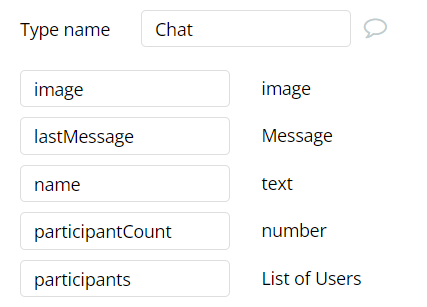 Type name Chat
image image
lastMessage Message
name text
participantCount number
participants List of Users